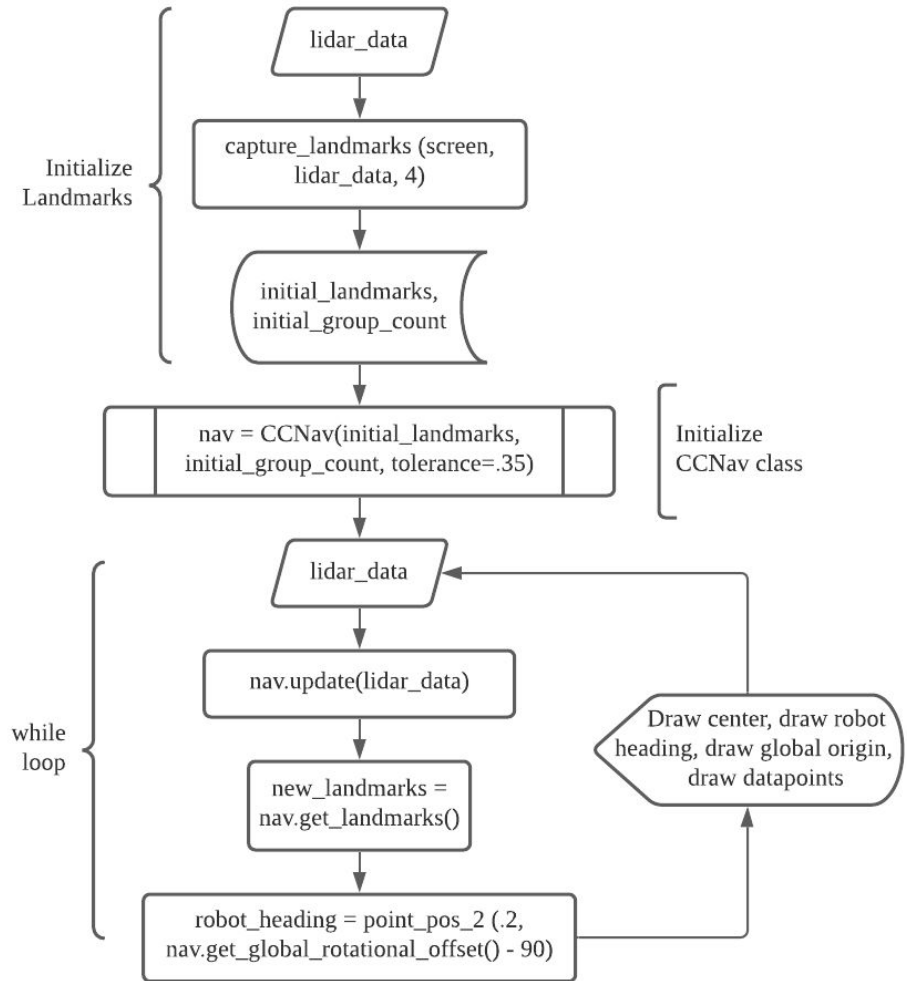 lidar_data
capture_landmarks (screen,
lidar_data, 4)
Initialize
Landmarks
initial_landmarks,
initial_group_count
nav = CCNav(initial_landmarks,
initial_group_count, tolerance=.35)
Initialize
CCNav class
lidar_data
nav.update(lidar_data)
while
loop
new_landmarks =
nav.get_landmarks()
robot_heading = point_pos_2 (.2,
nav.get_global_rotational_offset() - 90)
Draw center, draw robot
heading, draw global origin,
draw datapoints